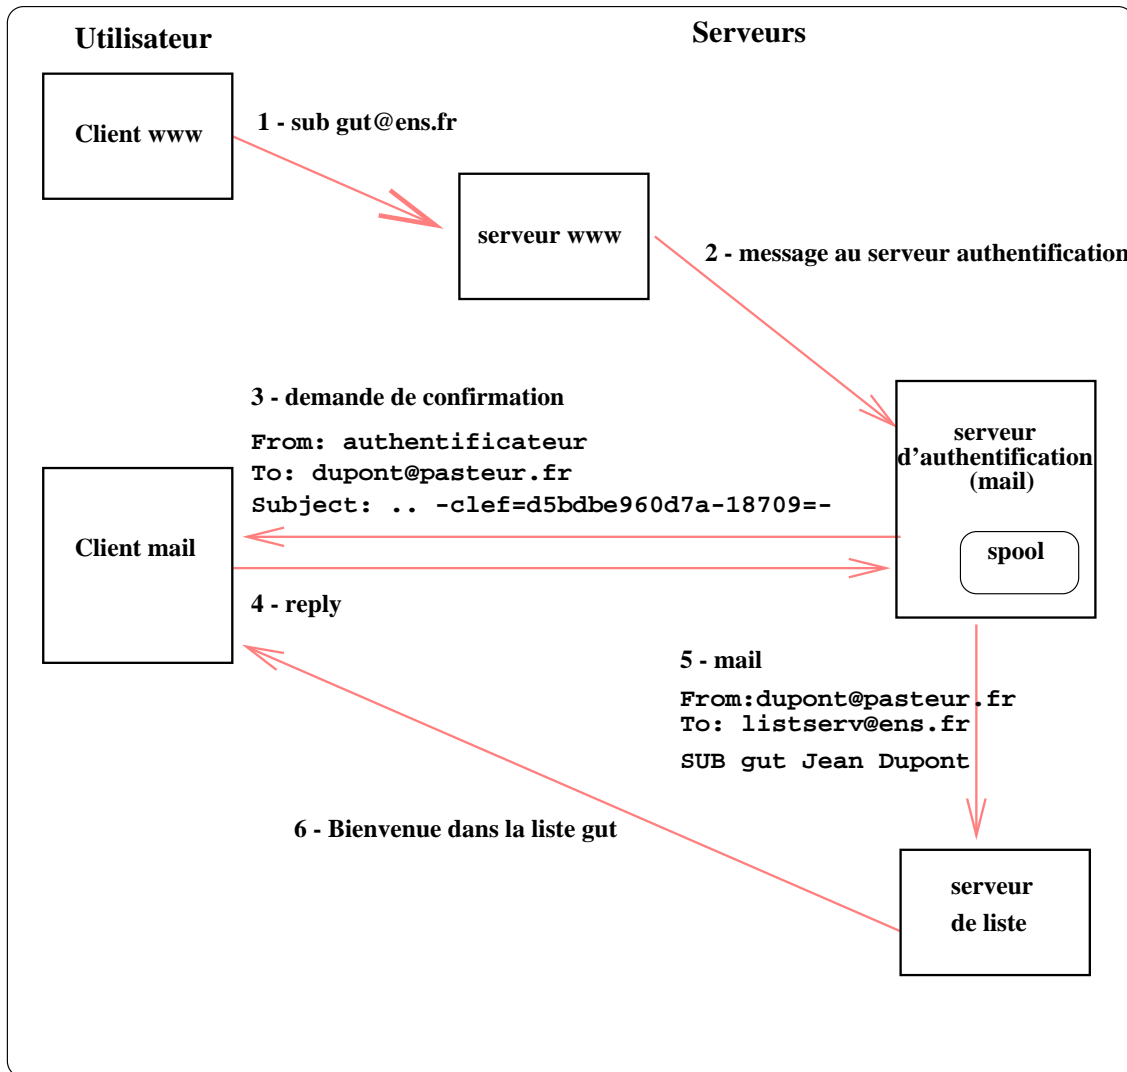 Utilisateur
Serveurs
Client www
1 - sub gut@ens.fr
serveur www
2 - message au serveur authentification
3 - demande de confirmation
From: authentificateur
To: dupont@pasteur.fr
Subject: .. -clef=d5bdbe960d7a-18709=-
serveur
d'authentification
(mail)
Client mail
spool
4 - reply
5 - mail
From:dupont@pasteur.fr
To: listserv@ens.fr
SUB gut Jean Dupont
6 - Bienvenue dans la liste gut
serveur
de liste